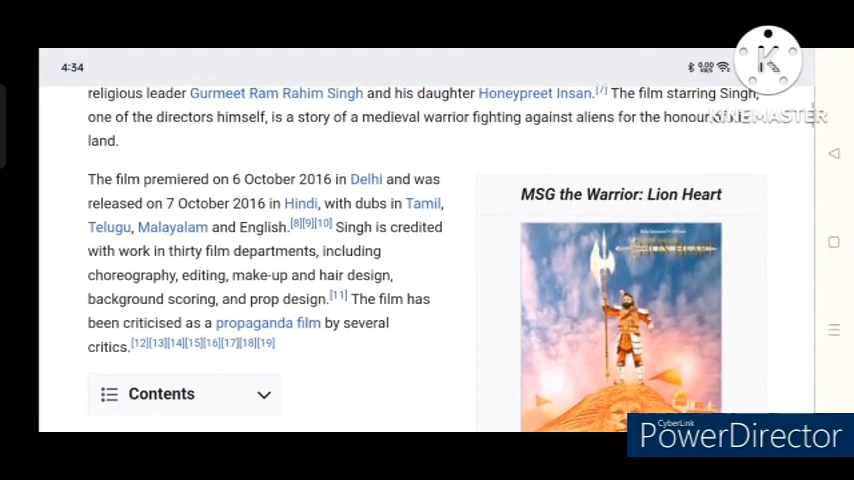 4:34
KINEMASTER
religious leader Gurmeet Ram Rahim Singh and his daughter Honeypreet Insan.[7] The film starring Singh,
one of the directors himself, is a story of a medieval warrior fighting against aliens for the honour of
land.
The film premiered on 6 October 2016 in Delhi and was
released on 7 October 2016 in Hindi, with dubs in Tamil,
Telugu, Malayalam and English.[8][9][10] Singh is credited
with work in thirty film departments, including
choreography, editing, make-up and hair design,
background scoring, and prop design.[11] The film has
been criticised as a propaganda film by several
critics.[12][13][14][15][16][17][18][19]
Contents
MSG the Warrior: Lion Heart
LION HEART
CyberLink
PowerDirector